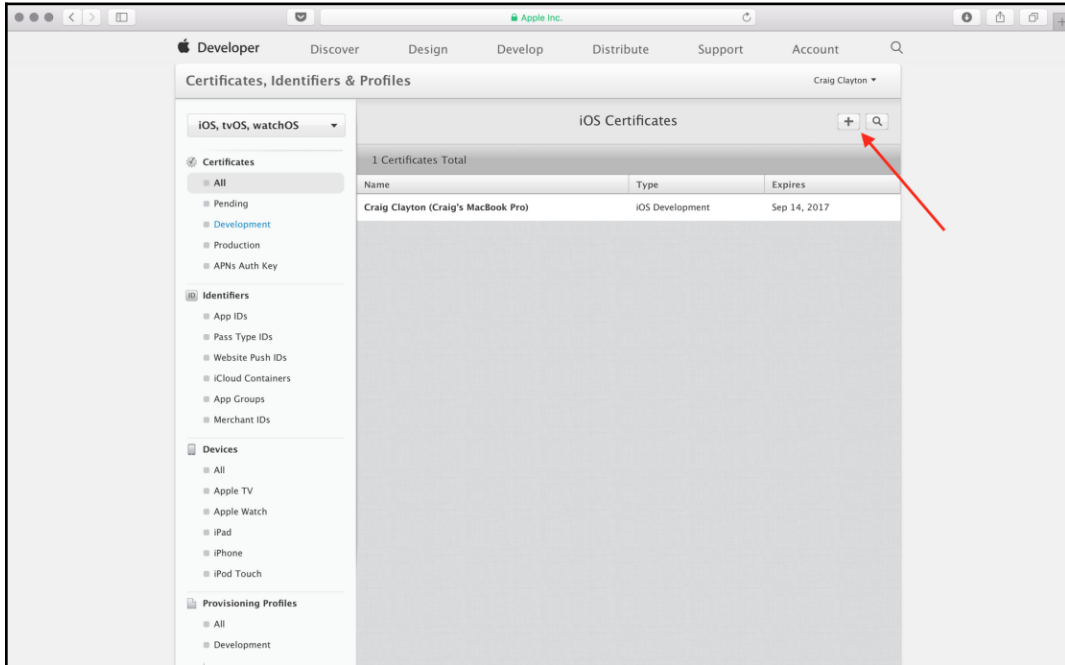 Apple Inc.
Developer Discover Design Develop Distribute Support Account
Certificates, Identifiers & Profiles Craig Clayton
iOS, tvOS, watchOS
iOS Certificates
Certificates
All
Pending
Development
Production
APNs Auth Key
ID Identifiers
App IDs
Pass Type IDs
Website Push IDs
iCloud Containers
App Groups
Merchant IDs
Devices
All
Apple TV
Apple Watch
iPad
iPhone
iPod Touch
Provisioning Profiles
All
Development
1 Certificates Total
Name Type Expires
Craig Clayton (Craig's MacBook Pro) iOS Development Sep 14, 2017